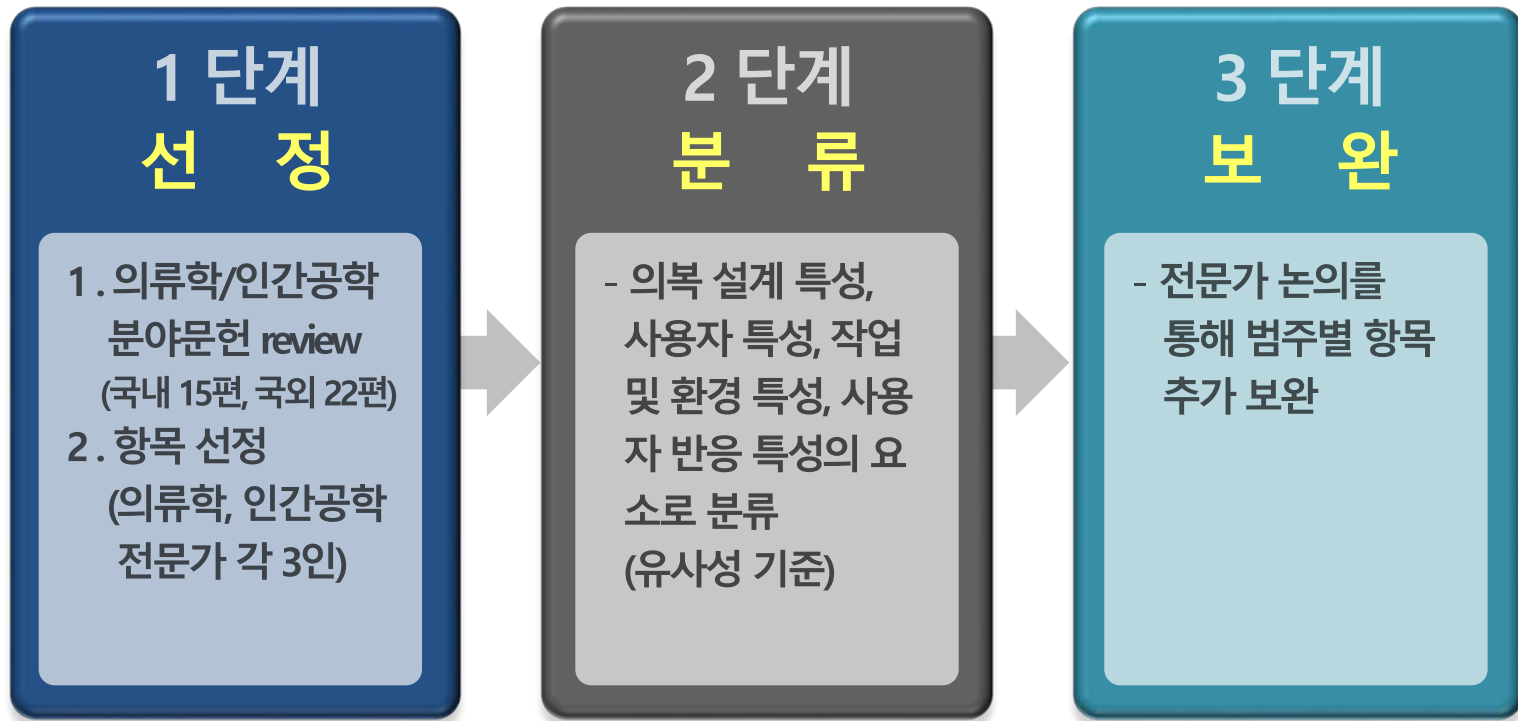 1 단계
선 정
1. 의류학/인간공학
분야문헌 review
(국내 15편, 국외 22편)
2. 항목 선정
(의류학, 인간공학
전문가 각 3인)
2 단계
분 류
- 의복 설계 특성,
사용자 특성, 작업
및 환경 특성, 사용
자 반응 특성의 요
소로 분류
(유사성 기준)
3 단계
보 완
- 전문가 논의를
통해 범주별 항목
추가 보완